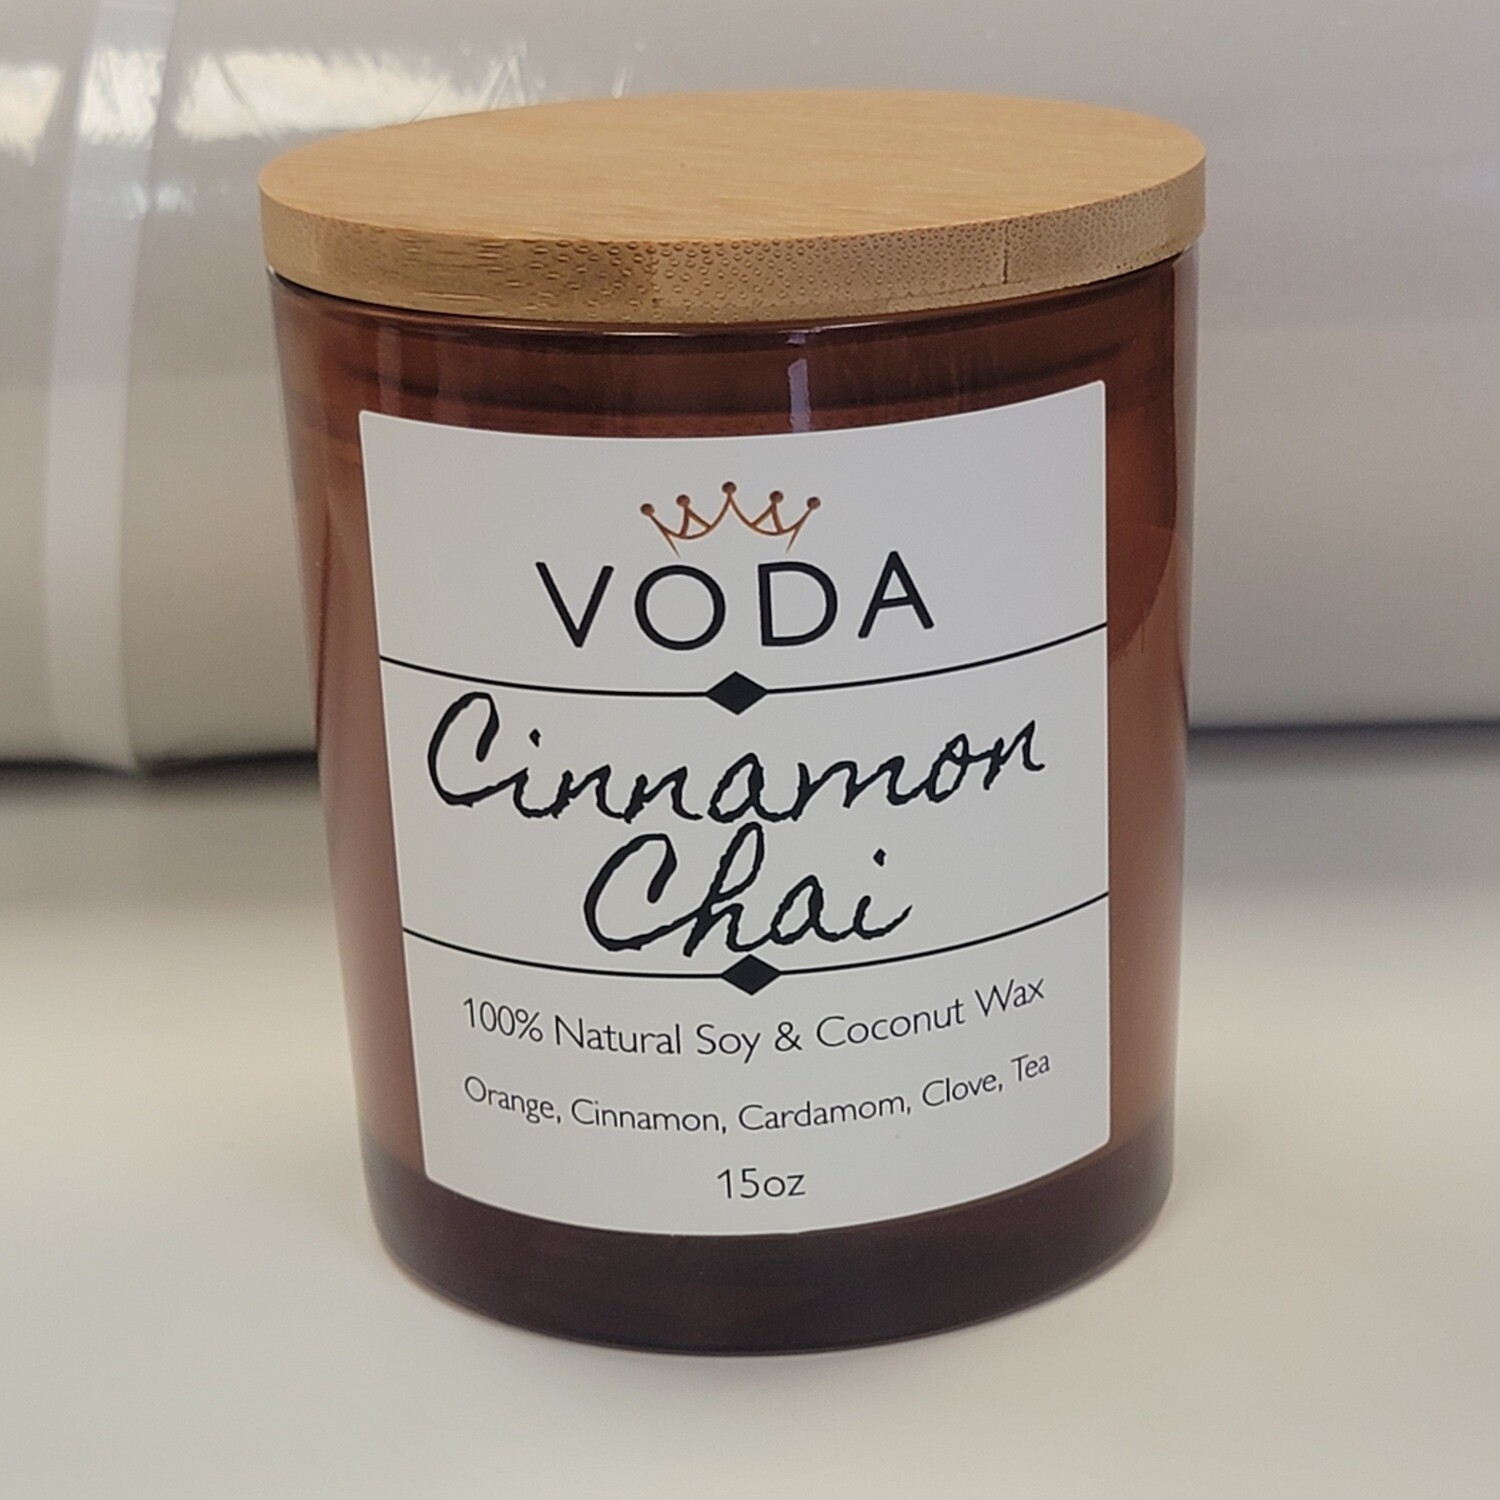 VODA
Cinnamon
Chai
100% Natural Soy & Coconut Wax
Orange, Cinnamon, Cardamom, Clove, Tea
15oz